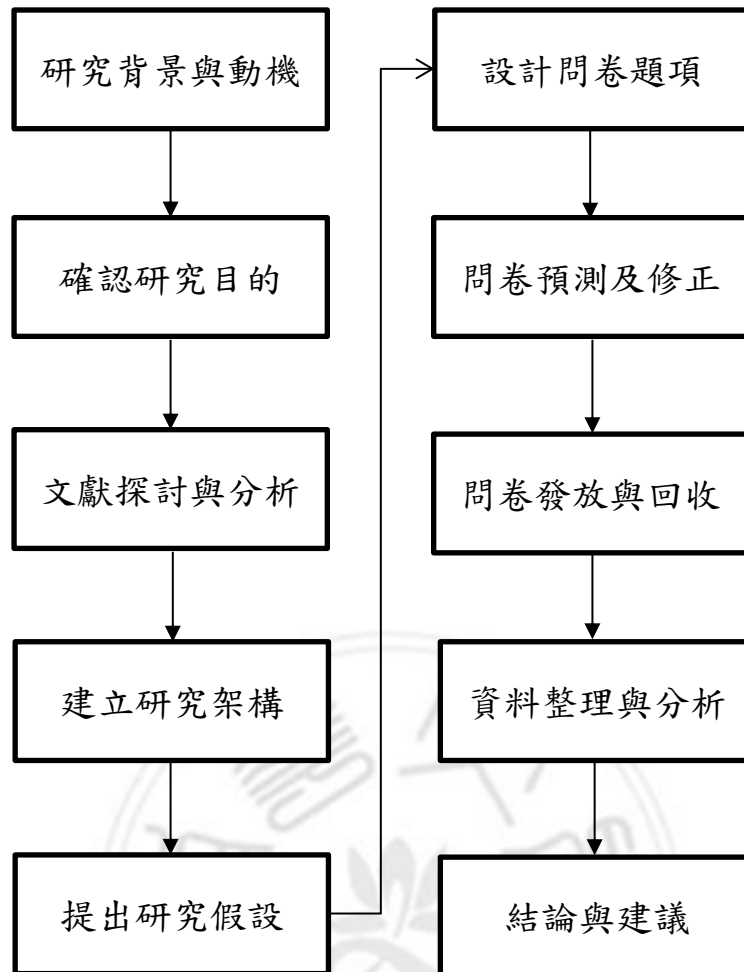 研究背景與動機
確認研究目的
文獻探討與分析
建立研究架構
提出研究假設
設計問卷題項
問卷預測及修正
問卷發放與回收
資料整理與分析
結論與建議